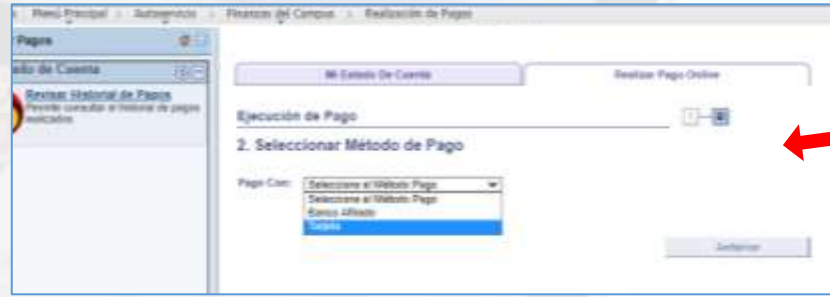 Menú Principal > Autoservicio > Finanzas del Campus > Realización de Pagos
Pagos
ado de Cuenta
Revisar Historial de Pagos
Permite consultar el historial de pagos
realizados
Mi Estado De Cuenta
Realizar Pago Online
Ejecución de Pago
2. Seleccionar Método de Pago
Pago Con:
Seleccione el Método Pago
Seleccione el Método Pago
Banco Afiliado
Tarjeta
Anterior